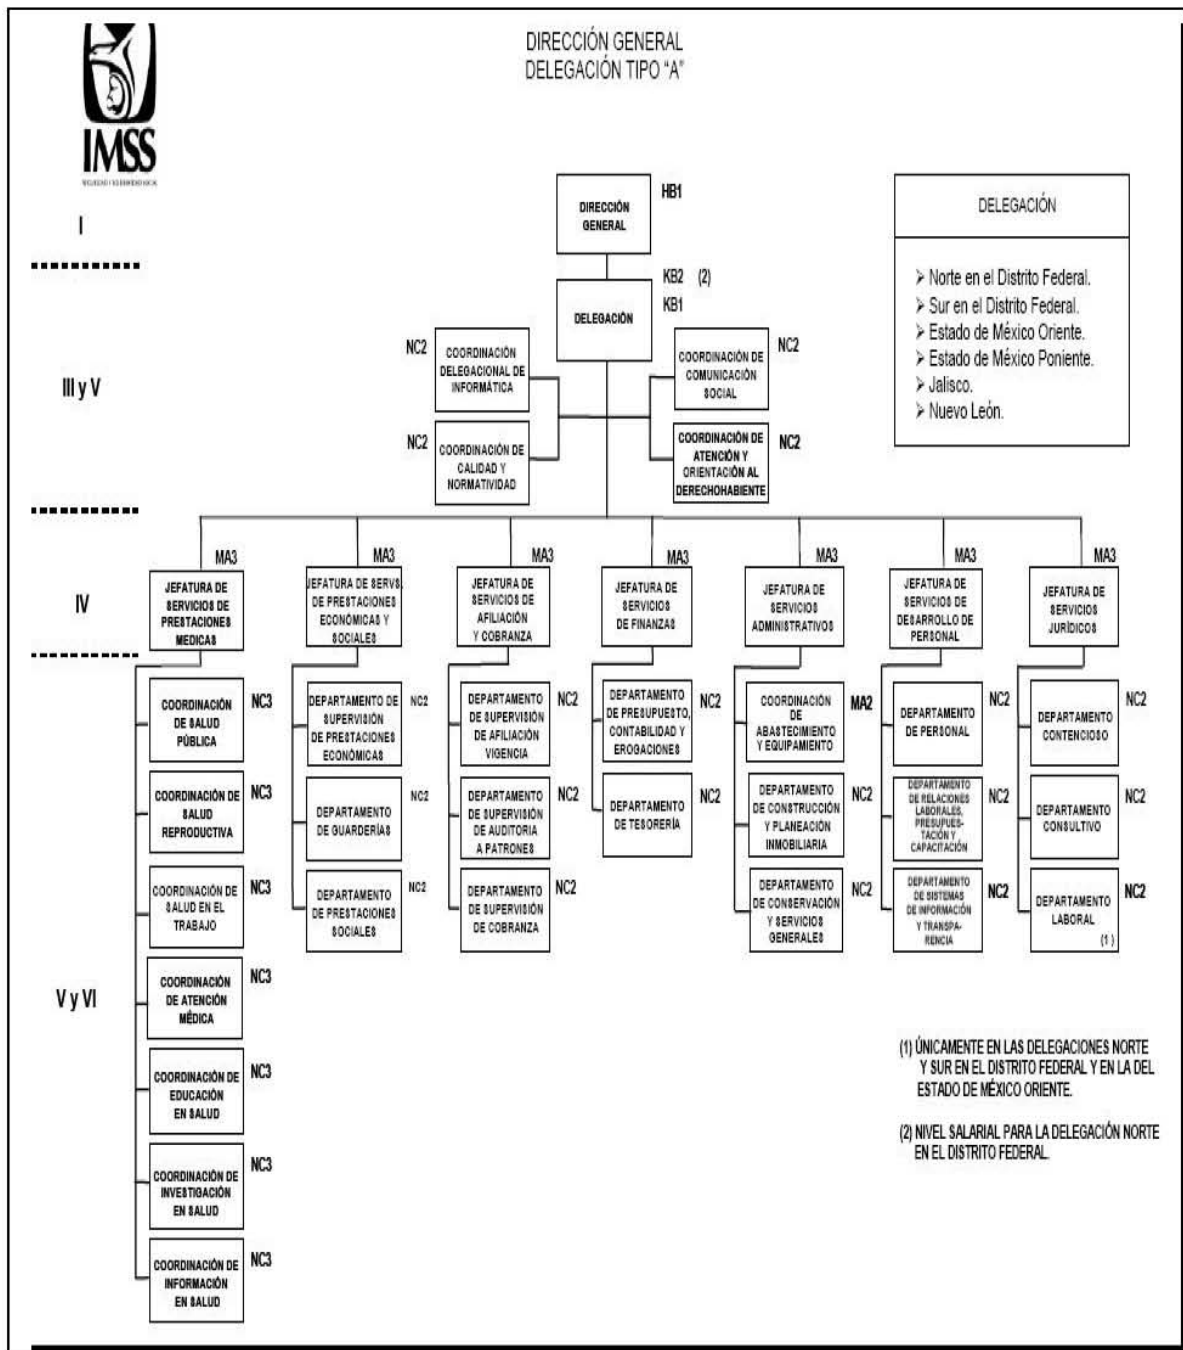 DIRECCIÓN GENERAL
DELEGACIÓN TIPO “A”
IMSS
I
HB1
DIRECCIÓN
GENERAL
DELEGACIÓN
➢ Norte en el Distrito Federal.
➢ Sur en el Distrito Federal.
➢ Estado de México Oriente.
➢ Estado de México Poniente.
➢ Jalisco.
➢ Nuevo León.
KB2 (2)
KB1
DELEGACIÓN
III y V
NC2
COORDINACIÓN
DELEGACIONAL DE
INFORMÁTICA
NC2
COORDINACIÓN DE
COMUNICACIÓN
SOCIAL
NC2
COORDINACIÓN DE
CALIDAD Y
NORMATIVIDAD
NC2
COORDINACIÓN DE
ATENCIÓN Y
ORIENTACIÓN AL
DERECHOHABIENTE
IV
MA3
JEFATURA DE
SERVICIOS DE
PRESTACIONES
MEDICAS
MA3
JEFATURA DE SERVS.
DE PRESTACIONES
ECONÓMICAS Y
SOCIALES
MA3
JEFATURA DE
SERVICIOS DE
AFILIACIÓN
Y COBRANZA
MA3
JEFATURA DE
SERVICIOS
DE FINANZAS
MA3
JEFATURA DE
SERVICIOS
ADMINISTRATIVOS
MA3
JEFATURA DE
SERVICIOS DE
DESARROLLO DE
PERSONAL
MA3
JEFATURA DE
SERVICIOS
JURÍDICOS
V y VI
COORDINACIÓN
DE SALUD
PÚBLICA
NC3
COORDINACIÓN DE
SALUD
REPRODUCTIVA
NC3
COORDINACIÓN DE
SALUD EN EL
TRABAJO
NC3
COORDINACIÓN
DE ATENCIÓN
MÉDICA
NC3
COORDINACIÓN DE
EDUCACIÓN
EN SALUD
NC3
COORDINACIÓN DE
INVESTIGACIÓN
EN SALUD
NC3
COORDINACIÓN DE
INFORMACIÓN
EN SALUD
NC3
DEPARTAMENTO DE
SUPERVISIÓN
DE PRESTACIONES
ECONÓMICAS
NC2
DEPARTAMENTO
DE GUARDERÍAS
NC2
DEPARTAMENTO
DE PRESTACIONES
SOCIALES
NC2
DEPARTAMENTO
DE SUPERVISIÓN
DE AFILIACIÓN
VIGENCIA
NC2
DEPARTAMENTO
DE SUPERVISIÓN
DE AUDITORIA
A PATRONES
NC2
DEPARTAMENTO
DE SUPERVISIÓN
DE COBRANZA
NC2
DEPARTAMENTO
DE PRESUPUESTO,
CONTABILIDAD Y
EROGACIONES
NC2
DEPARTAMENTO
DE TESORERÍA
NC2
COORDINACIÓN
DE
ABASTECIMIENTO
Y EQUIPAMIENTO
MA2
DEPARTAMENTO
DE CONSTRUCCIÓN
Y PLANEACIÓN
INMOBILIARIA
NC2
DEPARTAMENTO
DE CONSERVACIÓN
Y SERVICIOS
GENERALES
NC2
DEPARTAMENTO
DE PERSONAL
NC2
DEPARTAMENTO
DE RELACIONES
LABORALES,
PRESUPUES-
TACIÓN Y
CAPACITACIÓN
NC2
DEPARTAMENTO
DE SISTEMAS
DE INFORMACIÓN
Y TRANSPA-
RENCIA
NC2
DEPARTAMENTO
CONTENCIOSO
NC2
DEPARTAMENTO
CONSULTIVO
NC2
DEPARTAMENTO
LABORAL
(1)
NC2
(1) ÚNICAMENTE EN LAS DELEGACIONES NORTE
Y SUR EN EL DISTRITO FEDERAL Y EN LA DEL
ESTADO DE MÉXICO ORIENTE.
(2) NIVEL SALARIAL PARA LA DELEGACIÓN NORTE
EN EL DISTRITO FEDERAL.